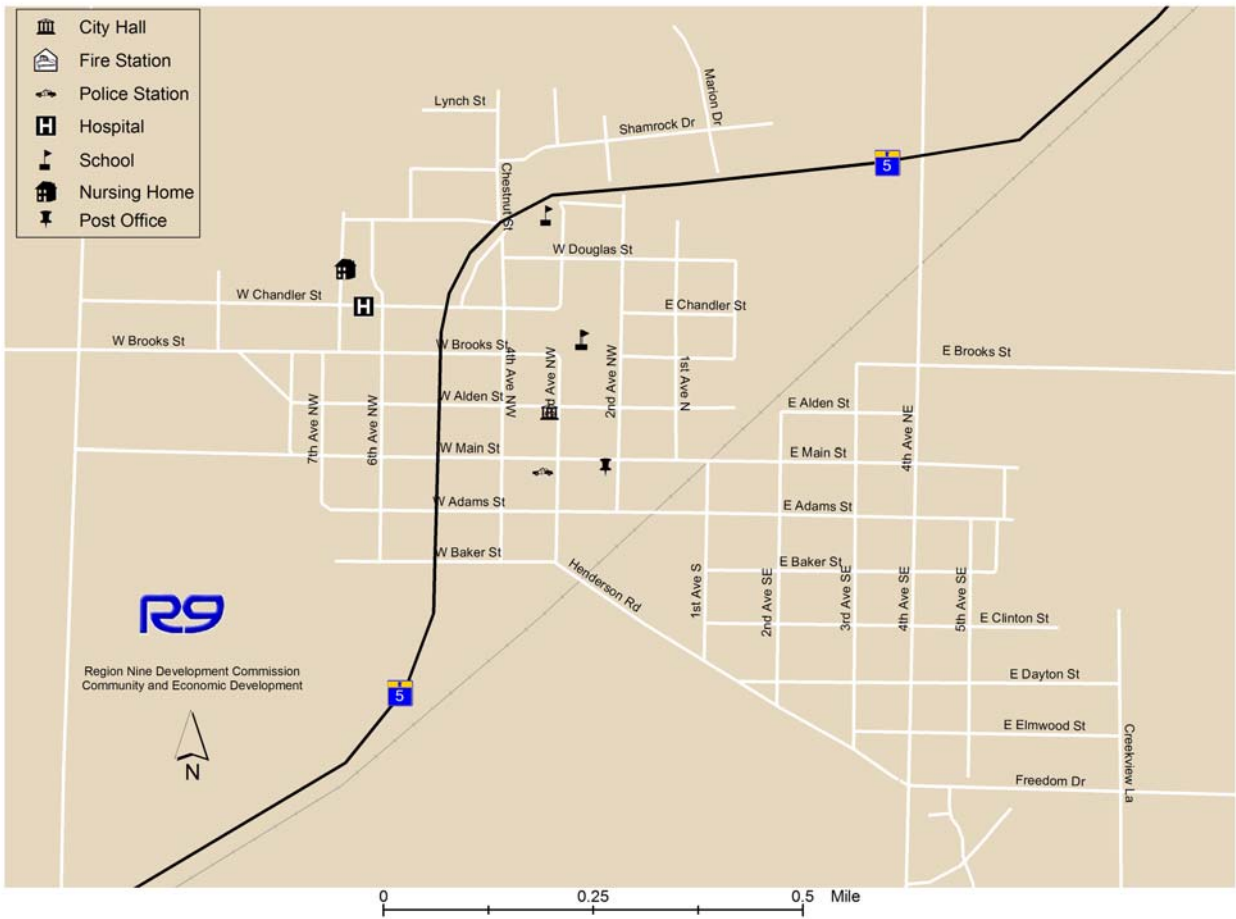 City Hall
Fire Station
Police Station
H Hospital
School
Nursing Home
Post Office
Lynch St
Marion Dr
Shamrock Dr
5
Chestnut St
W Douglas St
W Chandler St
H
E Chandler St
W Brooks St
W Brooks St
E Brooks St
4th Ave NW
rd Ave NW
2nd Ave NW
1st Ave N
W Alden St
E Alden St
7th Ave NW
6th Ave NW
4th Ave NE
W Main St
E Main St
W Adams St
E Adams St
W Baker St
E Baker St
Henderson Rd
1st Ave S
2nd Ave SE
3rd Ave SE
4th Ave SE
5th Ave SE
E Clinton St
R9
Region Nine Development Commission
Community and Economic Development
E Dayton St
5
E Elmwood St
Creekview La
N
Freedom Dr
0 0.25 0.5 Mile